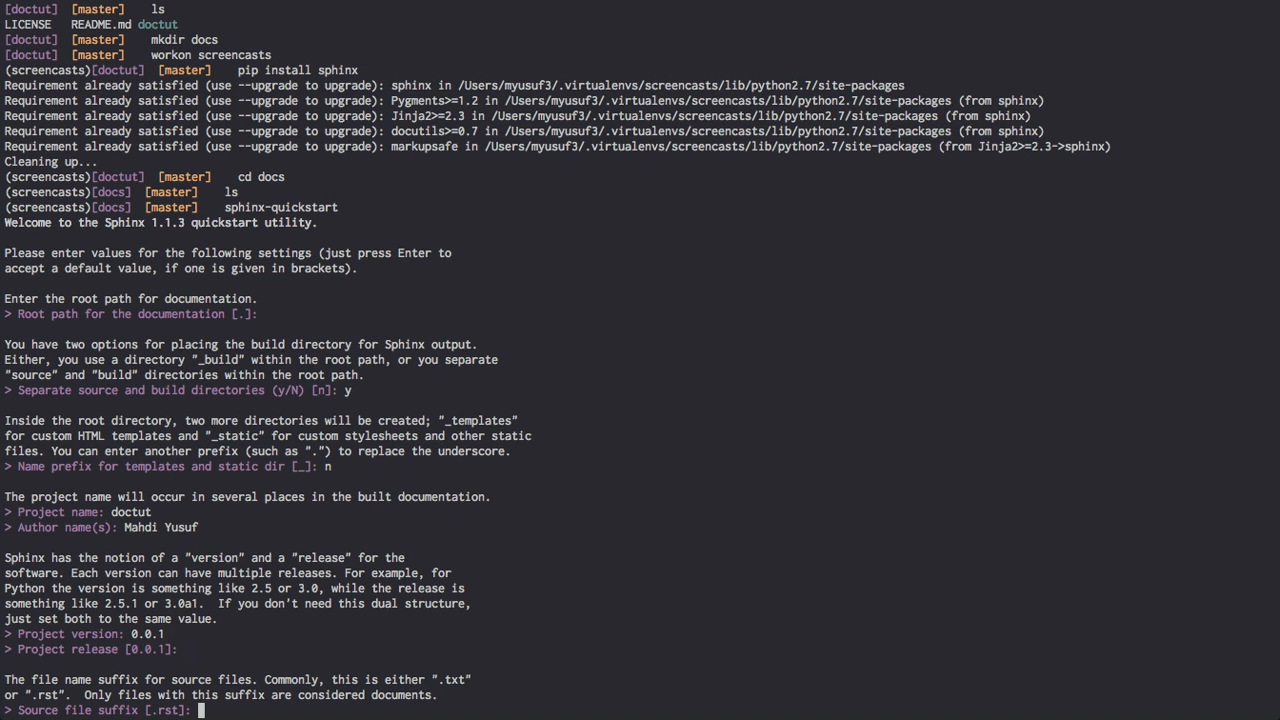 [doctut] [master] ls
LICENSE README.md doctut
[doctut] [master] mkdir docs
[doctut] [master] workon screencasts
(screencasts)[doctut] [master] pip install sphinx
Requirement already satisfied (use --upgrade to upgrade): sphinx in /Users/myusuf3/.virtualenvs/screencasts/lib/python2.7/site-packages
Requirement already satisfied (use --upgrade to upgrade): Pygments>=1.2 in /Users/myusuf3/.virtualenvs/screencasts/lib/python2.7/site-packages (from sphinx)
Requirement already satisfied (use --upgrade to upgrade): Jinja2>=2.3 in /Users/myusuf3/.virtualenvs/screencasts/lib/python2.7/site-packages (from sphinx)
Requirement already satisfied (use --upgrade to upgrade): docutils>=0.7 in /Users/myusuf3/.virtualenvs/screencasts/lib/python2.7/site-packages (from sphinx)
Requirement already satisfied (use --upgrade to upgrade): markupsafe in /Users/myusuf3/.virtualenvs/screencasts/lib/python2.7/site-packages (from Jinja2>=2.3->sphinx)
Cleaning up...
(screencasts)[doctut] [master] cd docs
(screencasts)[docs] [master] ls
(screencasts)[docs] [master] sphinx-quickstart
Welcome to the Sphinx 1.1.3 quickstart utility.
Please enter values for the following settings (just press Enter to
accept a default value, if one is given in brackets).
Enter the root path for documentation.
> Root path for the documentation [.]:
You have two options for placing the build directory for Sphinx output.
Either, you use a directory "_build" within the root path, or you separate
"source" and "build" directories within the root path.
> Separate source and build directories (y/N) [n]: y
Inside the root directory, two more directories will be created; "_templates"
for custom HTML templates and "_static" for custom stylesheets and other static
files. You can enter another prefix (such as ".") to replace the underscore.
> Name prefix for templates and static dir [_]: n
The project name will occur in several places in the built documentation.
> Project name: doctut
> Author name(s): Mahdi Yusuf
Sphinx has the notion of a "version" and a "release" for the
software. Each version can have multiple releases. For example, for
Python the version is something like 2.5 or 3.0, while the release is
something like 2.5.1 or 3.0a1. If you don't need this dual structure,
just set both to the same value.
> Project version: 0.0.1
> Project release [0.0.1]:
The file name suffix for source files. Commonly, this is either ".txt"
or ".rst". Only files with this suffix are considered documents.
> Source file suffix [.rst]: